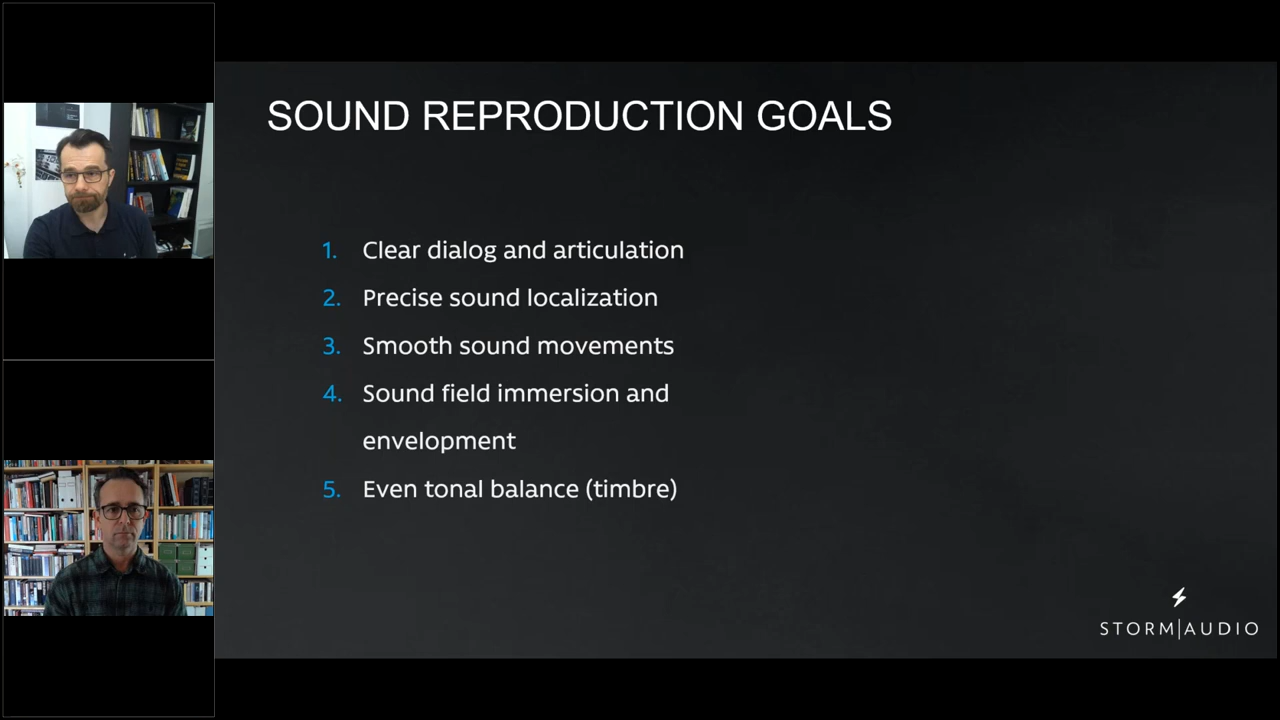 SOUND REPRODUCTION GOALS
1. Clear dialog and articulation
2. Precise sound localization
3. Smooth sound movements
4. Sound field immersion and
envelopment
5. Even tonal balance (timbre)
STORM|AUDIO